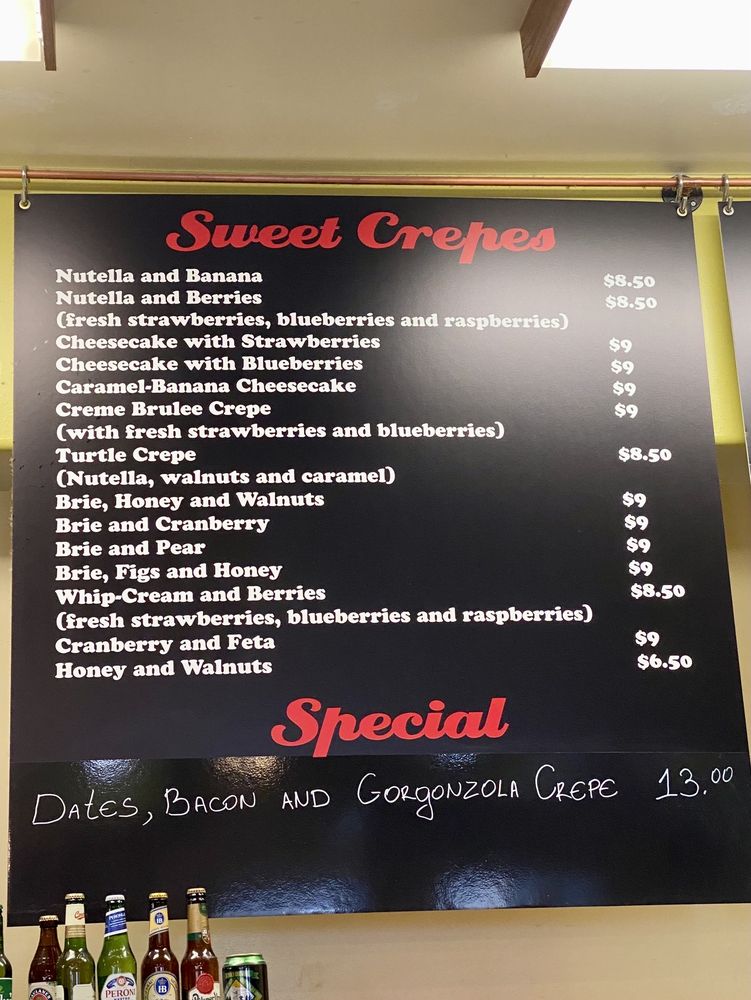 Sweet Crepes
Nutella and Banana $8.50
Nutella and Berries $8.50
(fresh strawberries, blueberries and raspberries)
Cheesecake with Strawberries $9
Cheesecake with Blueberries $9
Caramel-Banana Cheesecake $9
Creme Brulee Crepe $9
(with fresh strawberries and blueberries)
Turtle Crepe $8.50
(Nutella, walnuts and caramel)
Brie, Honey and Walnuts $9
Brie and Cranberry $9
Brie and Pear $9
Brie, Figs and Honey $9
Whip-Cream and Berries $8.50
(fresh strawberries, blueberries and raspberries)
Cranberry and Feta $9
Honey and Walnuts $6.50
Special
DATES, BACON AND GORGONZOLA CREPE 13.00
PERONI
HB